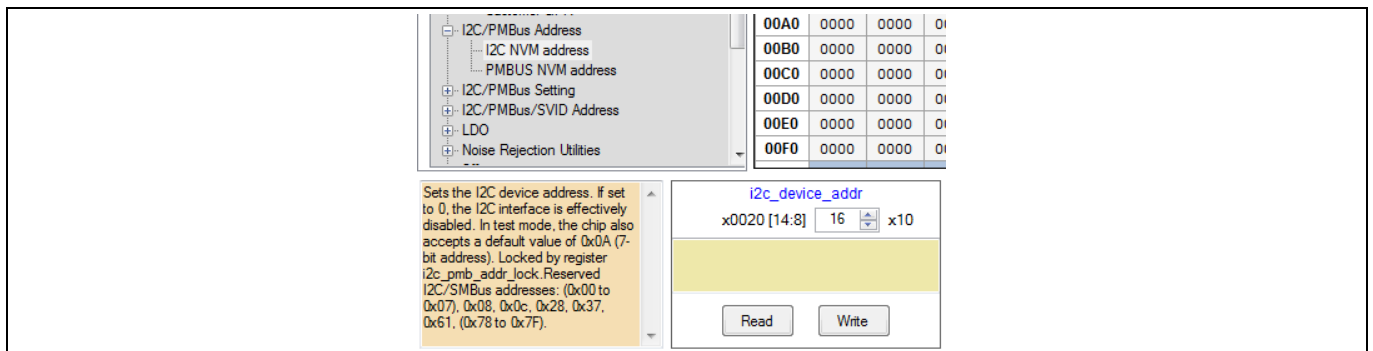 I2C/PMBus Address
I2C NVM address
PMBUS NVM address
I2C/PMBus Setting
I2C/PMBus/SVID Address
LDO
Noise Rejection Utilities
00A0 0000 0000
00B0 0000 0000
00C0 0000 0000
00D0 0000 0000
00E0 0000 0000
00F0 0000 0000
Sets the I2C device address. If set
to 0, the I2C interface is effectively
disabled. In test mode, the chip also
accepts a default value of 0x0A (7-
bit address). Locked by register
i2c_pmb_addr_lock.Reserved
I2C/SMBus addresses: (0x00 to
0x07), 0x08, 0x0c, 0x28, 0x37,
0x61, (0x78 to 0x7F).
i2c_device_addr
x0020 [14:8] 16 x10
Read Write